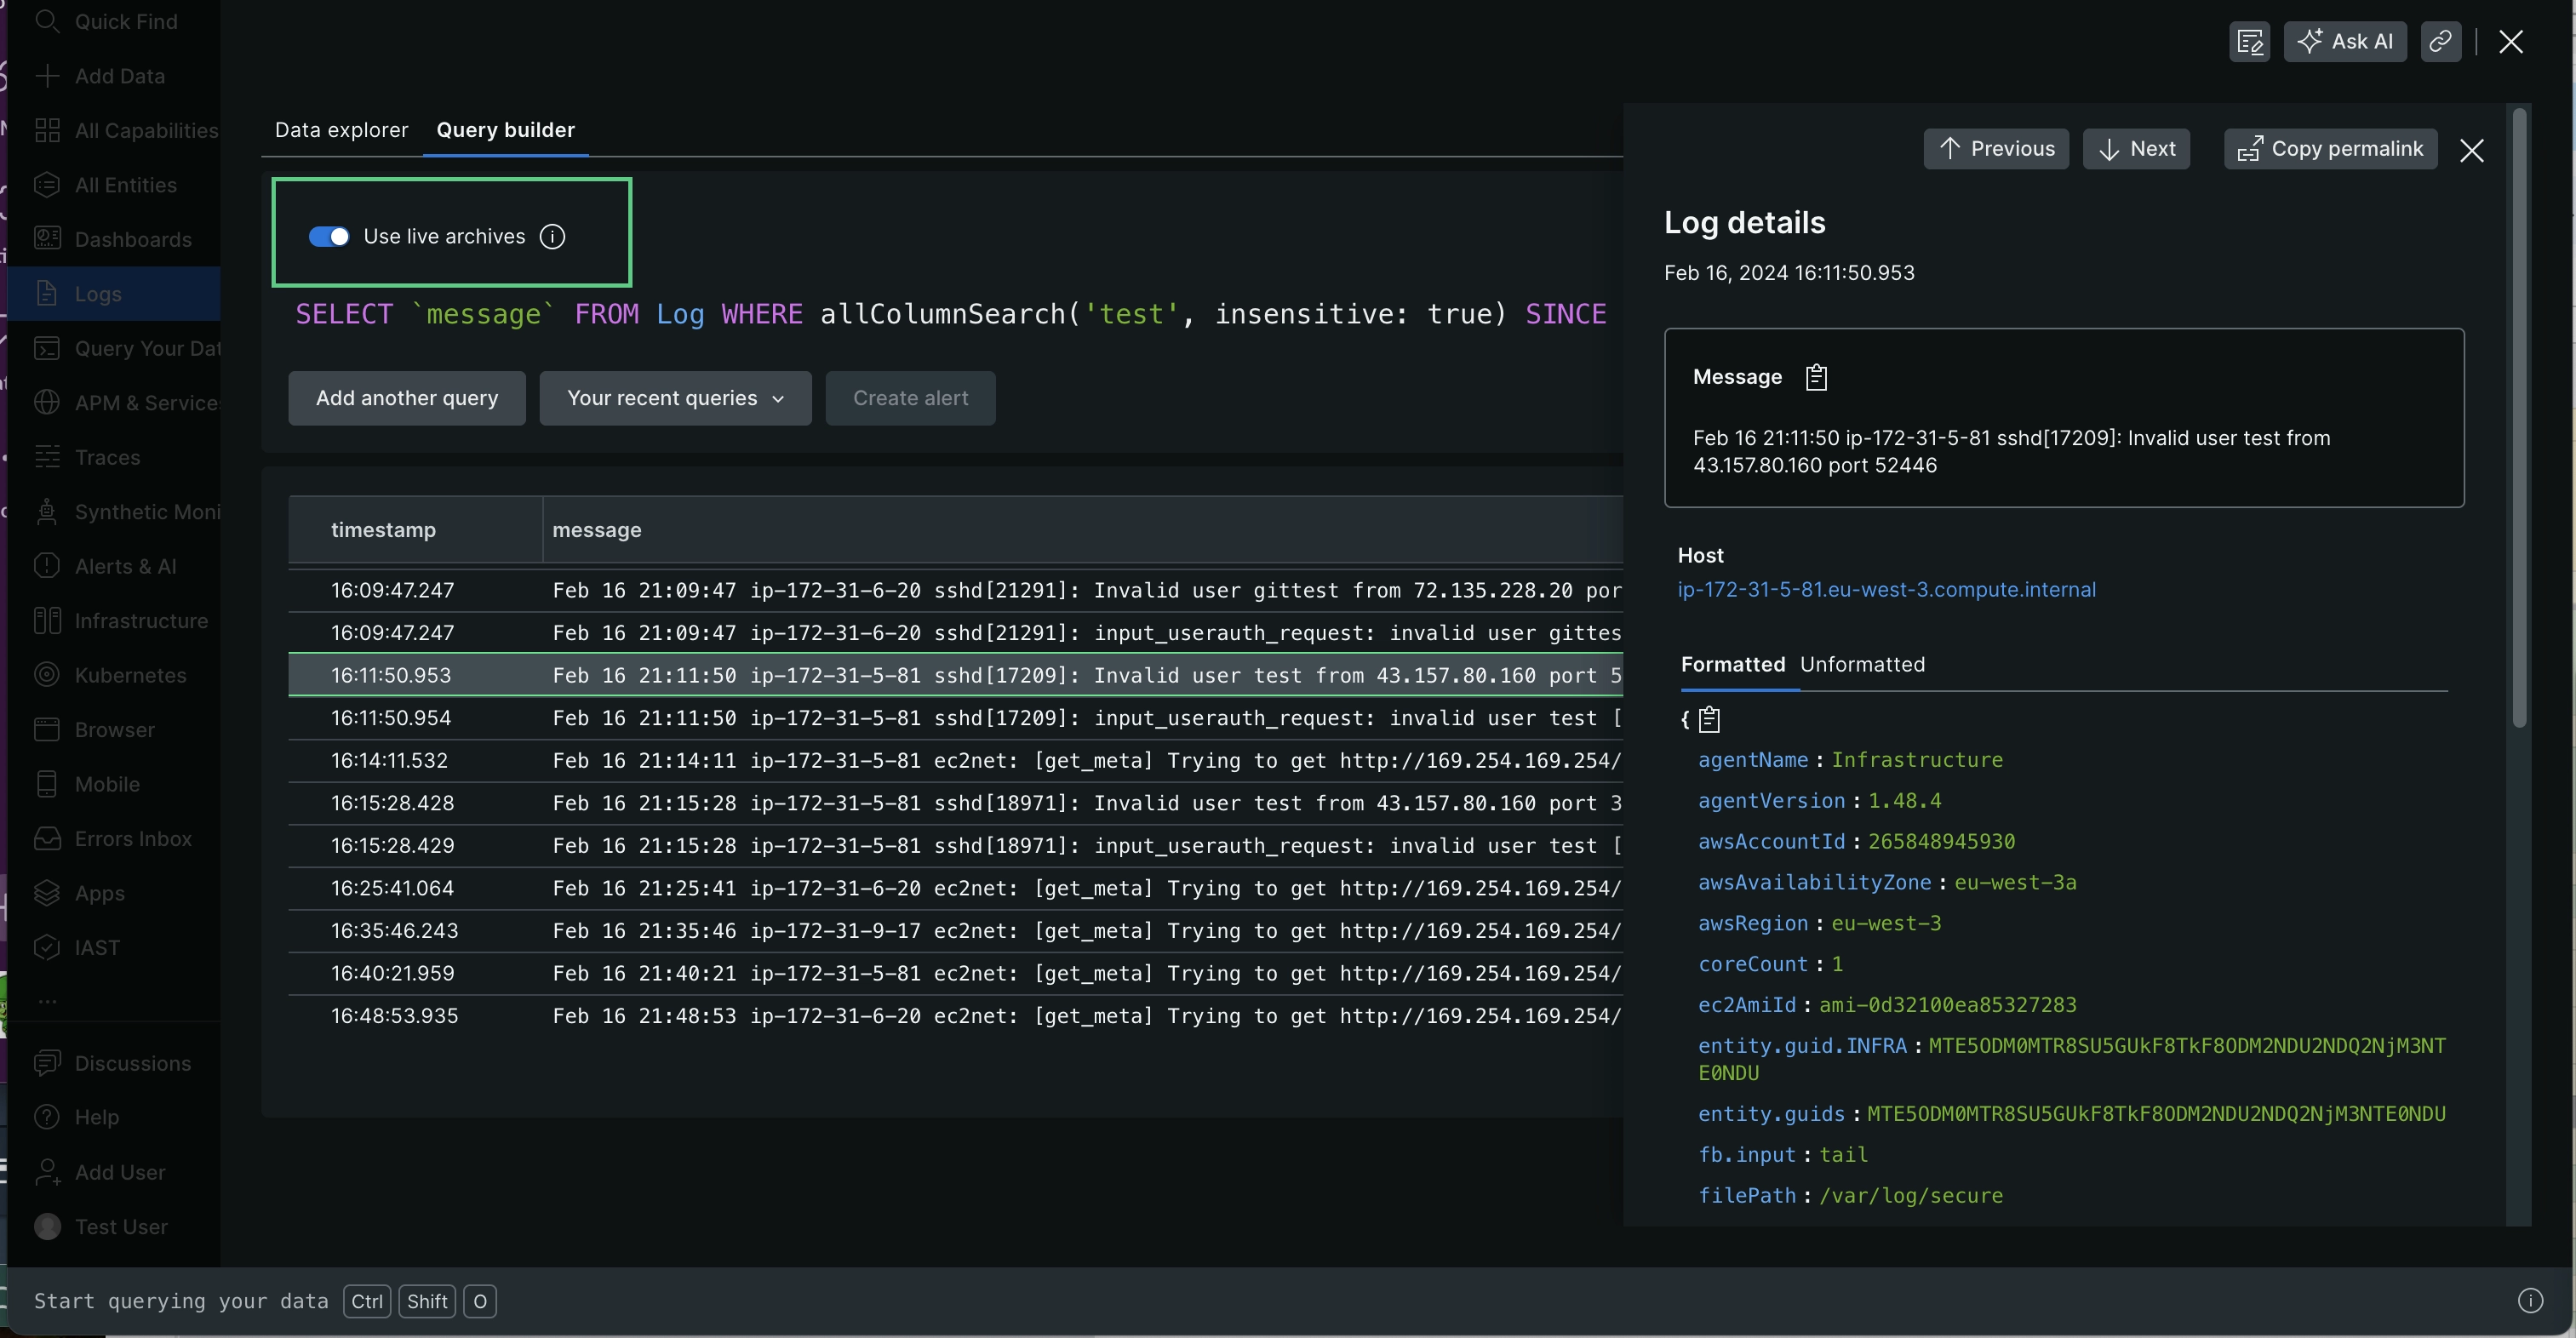 Quick Find
Add Data
All Capabilities
All Entities
Dashboards
Logs
Query Your Dat
APM & Service
Traces
Synthetic Moni
Alerts & AI
Infrastructure
Kubernetes
Browser
Mobile
Errors Inbox
Apps
IAST
...
Discussions
Help
Add User
Test User
Ask AI
Data explorer Query builder
Use live archives
SELECT `message` FROM Log WHERE allColumnSearch('test', insensitive: true) SINCE
Add another query Your recent queries Create alert
timestamp message
16:09:47.247 Feb 16 21:09:47 ip-172-31-6-20 sshd[21291]: Invalid user gittest from 72.135.228.20 por
16:09:47.247 Feb 16 21:09:47 ip-172-31-6-20 sshd[21291]: input_userauth_request: invalid user gittes
16:11:50.953 Feb 16 21:11:50 ip-172-31-5-81 sshd[17209]: Invalid user test from 43.157.80.160 port 5
16:11:50.954 Feb 16 21:11:50 ip-172-31-5-81 sshd[17209]: input_userauth_request: invalid user test [
16:14:11.532 Feb 16 21:14:11 ip-172-31-5-81 ec2net: [get_meta] Trying to get http://169.254.169.254/
16:15:28.428 Feb 16 21:15:28 ip-172-31-5-81 sshd[18971]: Invalid user test from 43.157.80.160 port 3
16:15:28.429 Feb 16 21:15:28 ip-172-31-5-81 sshd[18971]: input_userauth_request: invalid user test [
16:25:41.064 Feb 16 21:25:41 ip-172-31-6-20 ec2net: [get_meta] Trying to get http://169.254.169.254/
16:35:46.243 Feb 16 21:35:46 ip-172-31-9-17 ec2net: [get_meta] Trying to get http://169.254.169.254/
16:40:21.959 Feb 16 21:40:21 ip-172-31-5-81 ec2net: [get_meta] Trying to get http://169.254.169.254/
16:48:53.935 Feb 16 21:48:53 ip-172-31-6-20 ec2net: [get_meta] Trying to get http://169.254.169.254/
Previous Next Copy permalink
Log details
Feb 16, 2024 16:11:50.953
Message
Feb 16 21:11:50 ip-172-31-5-81 sshd[17209]: Invalid user test from
43.157.80.160 port 52446
Host
ip-172-31-5-81.eu-west-3.compute.internal
Formatted Unformatted
{
agentName : Infrastructure
agentVersion : 1.48.4
awsAccountId : 265848945930
awsAvailabilityZone : eu-west-3a
awsRegion : eu-west-3
coreCount : 1
ec2AmiId : ami-0d32100ea85327283
entity.guid.INFRA : MTE5ODM0MTR8SU5GUkF8TkF8ODM2NDU2NDQ2NjM3NT
E0NDU
entity.guids : MTE5ODM0MTR8SU5GUkF8TkF8ODM2NDU2NDQ2NjM3NTE0NDU
fb.input : tail
filePath : /var/log/secure
Start querying your data Ctrl Shift O